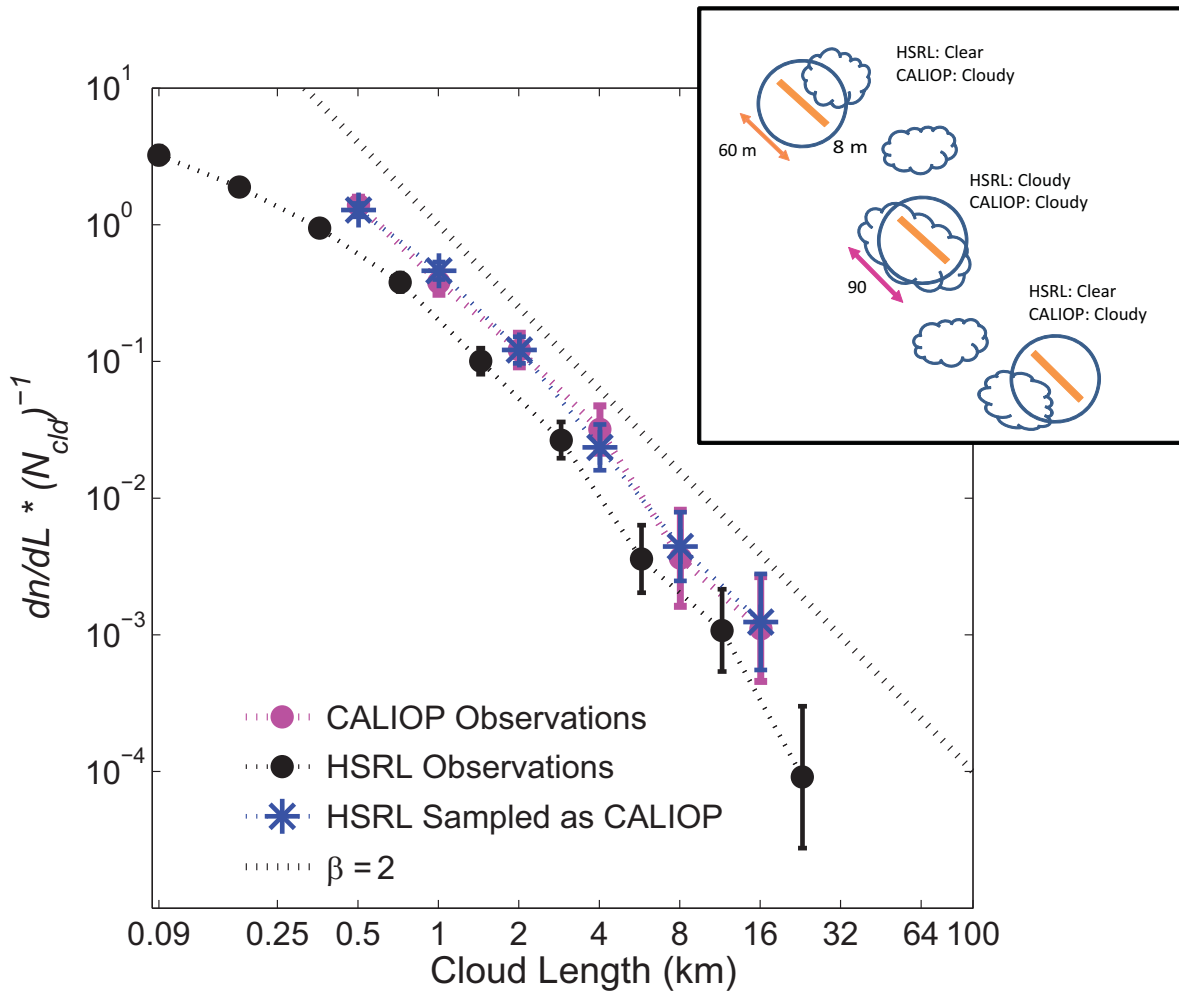 HSRL: Clear
CALIOP: Cloudy
60 m
8 m
HSRL: Cloudy
CALIOP: Cloudy
90
HSRL: Clear
CALIOP: Cloudy
10^1
10^0
10^-1
10^-2
10^-3
10^-4
dn/dL * (N_cld)^-1
CALIOP Observations
HSRL Observations
HSRL Sampled as CALIOP
β = 2
0.09 0.25 0.5 1 2 4 8 16 32 64 100
Cloud Length (km)